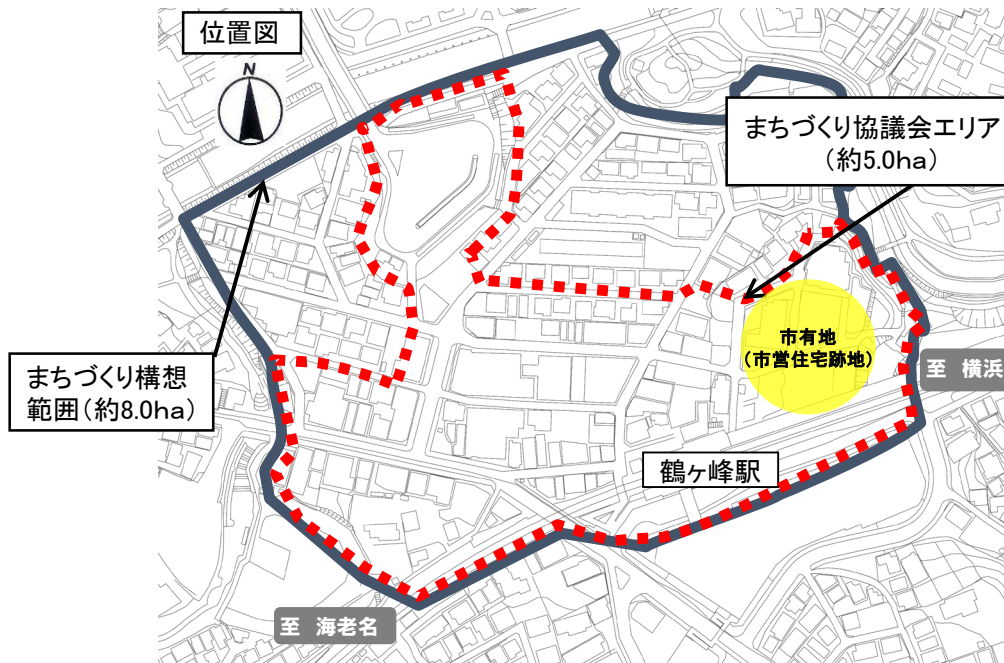 位置図
N
まちづくり協議会エリア
（約5.0ha）
市有地
（市営住宅跡地）
至 横浜
まちづくり構想
範囲（約8.0ha）
鶴ヶ峰駅
至 海老名